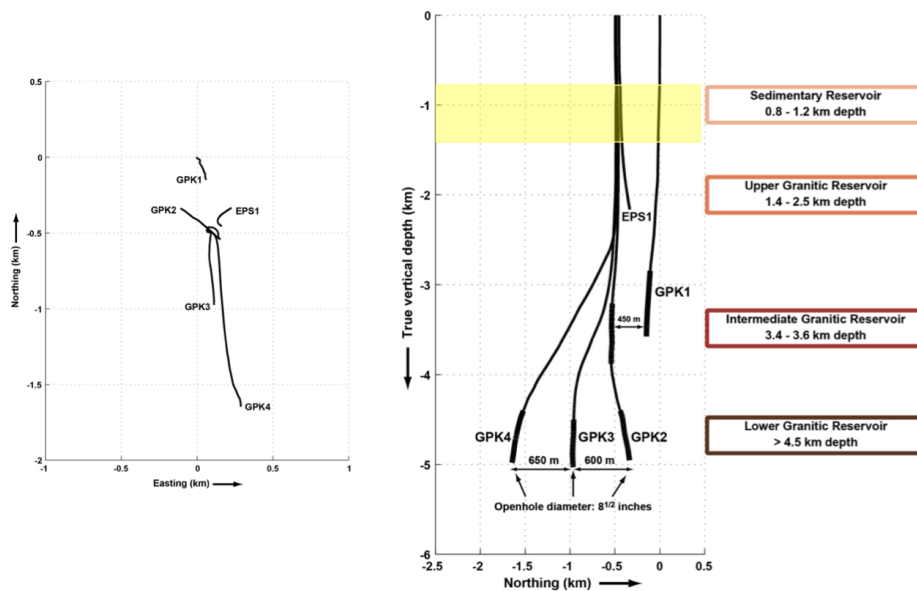 0.5
0
-0.5
-1
-1.5
-2
-1
-0.5
0
0.5
1
Northing (km)
Easting (km)
GPK1
GPK2
EPS1
GPK3
GPK4
0
-1
-2
-3
-4
-5
-6
-2.5
-2
-1.5
-1
-0.5
0
0.5
True vertical depth (km)
Northing (km)
EPS1
GPK1
450 m
GPK4
GPK3
GPK2
650 m
600 m
Openhole diameter: 8^1/2 inches
Sedimentary Reservoir
0.8 - 1.2 km depth
Upper Granitic Reservoir
1.4 - 2.5 km depth
Intermediate Granitic Reservoir
3.4 - 3.6 km depth
Lower Granitic Reservoir
> 4.5 km depth